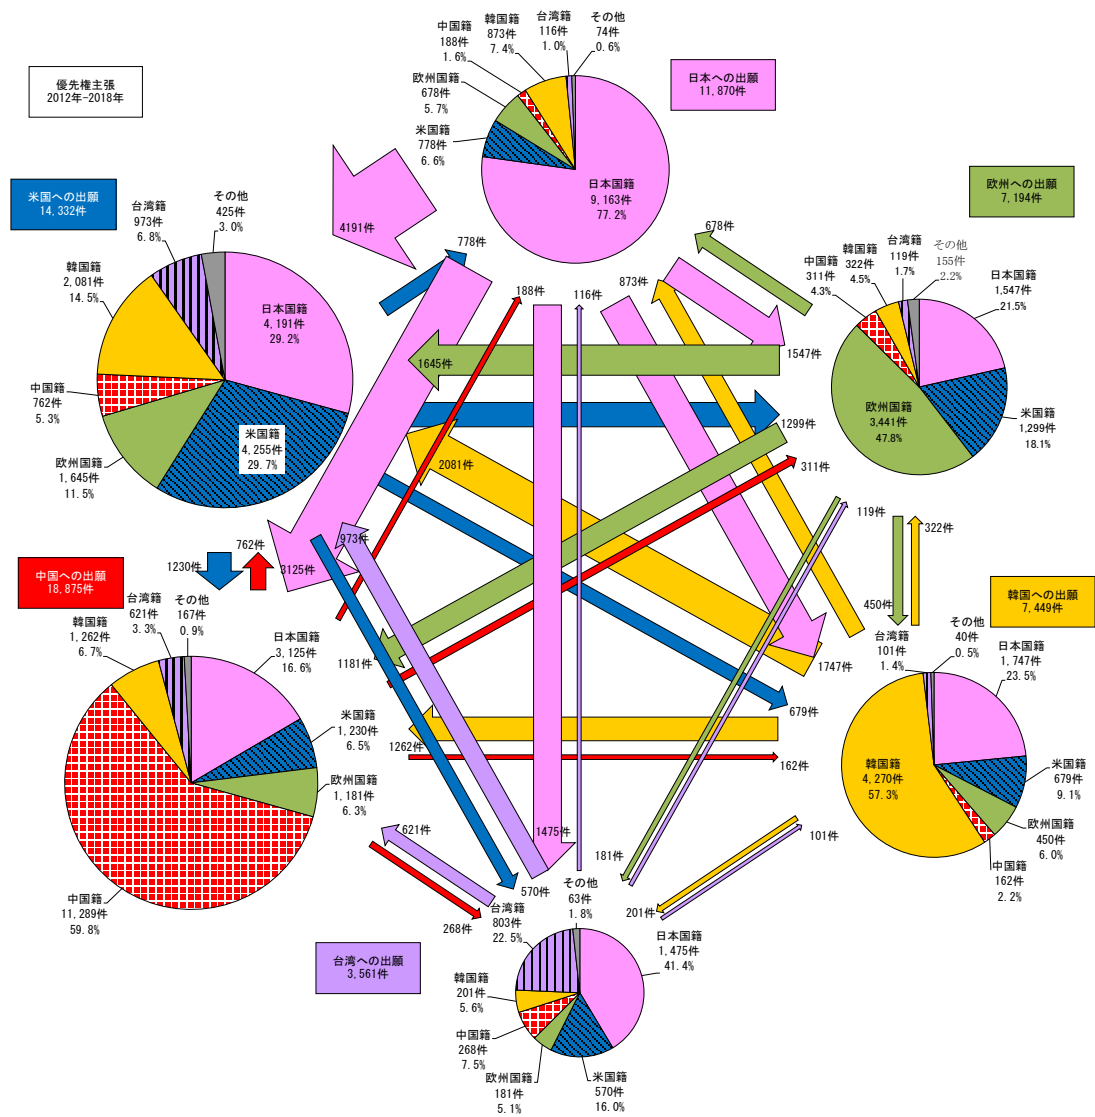 優先権主張
2012年-2018年
日本への出願
11,870件
中国籍
188件
1.6%
韓国籍
873件
7.4%
台湾籍
116件
1.0%
その他
74件
0.6%
欧州国籍
678件
5.7%
米国籍
778件
6.6%
日本国籍
9,163件
77.2%
米国への出願
14,332件
台湾籍
973件
6.8%
その他
425件
3.0%
韓国籍
2,081件
14.5%
日本国籍
4,191件
29.2%
中国籍
762件
5.3%
米国籍
4,255件
29.7%
欧州国籍
1,645件
11.5%
欧州への出願
7,194件
中国籍
311件
4.3%
韓国籍
322件
4.5%
台湾籍
119件
1.7%
その他
155件
2.2%
日本国籍
1,547件
21.5%
欧州国籍
3,441件
47.8%
米国籍
1,299件
18.1%
4191件
778件
678件
873件
188件
116件
1547件
1645件
1299件
2081件
311件
973件
119件
322件
762件
1230件
3125件
450件
1181件
1747件
679件
1262件
162件
1475件
621件
101件
181件
570件
201件
268件
中国への出願
18,875件
韓国籍
1,262件
6.7%
台湾籍
621件
3.3%
その他
167件
0.9%
日本国籍
3,125件
16.6%
米国籍
1,230件
6.5%
欧州国籍
1,181件
6.3%
中国籍
11,289件
59.8%
韓国への出願
7,449件
台湾籍
101件
1.4%
その他
40件
0.5%
日本国籍
1,747件
23.5%
韓国籍
4,270件
57.3%
米国籍
679件
9.1%
欧州国籍
450件
6.0%
中国籍
162件
2.2%
台湾への出願
3,561件
台湾籍
803件
22.5%
その他
63件
1.8%
日本国籍
1,475件
41.4%
韓国籍
201件
5.6%
中国籍
268件
7.5%
欧州国籍
181件
5.1%
米国籍
570件
16.0%